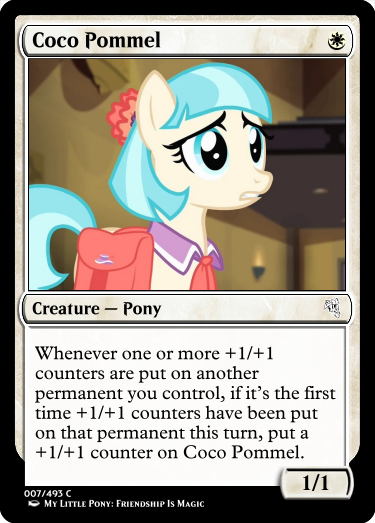 Coco Pommel
Creature — Pony
Whenever one or more +1/+1
counters are put on another
permanent you control, if it's the first
time +1/+1 counters have been put
on that permanent this turn, put a
+1/+1 counter on Coco Pommel.
1/1
007/493 C
My Little Pony: Friendship Is Magic